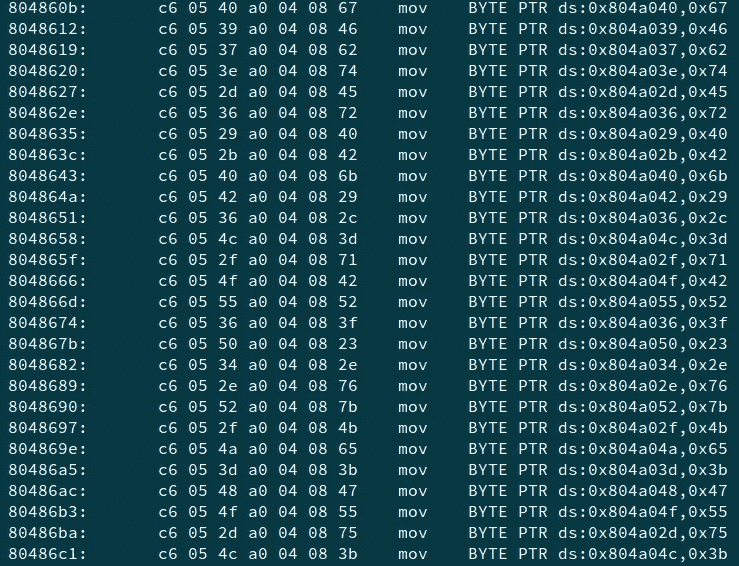 804860b: c6 05 40 a0 04 08 67 mov BYTE PTR ds:0x804a040,0x67
8048612: c6 05 39 a0 04 08 46 mov BYTE PTR ds:0x804a039,0x46
8048619: c6 05 37 a0 04 08 62 mov BYTE PTR ds:0x804a037,0x62
8048620: c6 05 3e a0 04 08 74 mov BYTE PTR ds:0x804a03e,0x74
8048627: c6 05 2d a0 04 08 45 mov BYTE PTR ds:0x804a02d,0x45
804862e: c6 05 36 a0 04 08 72 mov BYTE PTR ds:0x804a036,0x72
8048635: c6 05 29 a0 04 08 40 mov BYTE PTR ds:0x804a029,0x40
804863c: c6 05 2b a0 04 08 42 mov BYTE PTR ds:0x804a02b,0x42
8048643: c6 05 40 a0 04 08 6b mov BYTE PTR ds:0x804a040,0x6b
804864a: c6 05 42 a0 04 08 29 mov BYTE PTR ds:0x804a042,0x29
8048651: c6 05 36 a0 04 08 2c mov BYTE PTR ds:0x804a036,0x2c
8048658: c6 05 4c a0 04 08 3d mov BYTE PTR ds:0x804a04c,0x3d
804865f: c6 05 2f a0 04 08 71 mov BYTE PTR ds:0x804a02f,0x71
8048666: c6 05 4f a0 04 08 42 mov BYTE PTR ds:0x804a04f,0x42
804866d: c6 05 55 a0 04 08 52 mov BYTE PTR ds:0x804a055,0x52
8048674: c6 05 36 a0 04 08 3f mov BYTE PTR ds:0x804a036,0x3f
804867b: c6 05 50 a0 04 08 23 mov BYTE PTR ds:0x804a050,0x23
8048682: c6 05 34 a0 04 08 2e mov BYTE PTR ds:0x804a034,0x2e
8048689: c6 05 2e a0 04 08 76 mov BYTE PTR ds:0x804a02e,0x76
8048690: c6 05 52 a0 04 08 7b mov BYTE PTR ds:0x804a052,0x7b
8048697: c6 05 2f a0 04 08 4b mov BYTE PTR ds:0x804a02f,0x4b
804869e: c6 05 4a a0 04 08 65 mov BYTE PTR ds:0x804a04a,0x65
80486a5: c6 05 3d a0 04 08 3b mov BYTE PTR ds:0x804a03d,0x3b
80486ac: c6 05 48 a0 04 08 47 mov BYTE PTR ds:0x804a048,0x47
80486b3: c6 05 4f a0 04 08 55 mov BYTE PTR ds:0x804a04f,0x55
80486ba: c6 05 2d a0 04 08 75 mov BYTE PTR ds:0x804a02d,0x75
80486c1: c6 05 4c a0 04 08 3b mov BYTE PTR ds:0x804a04c,0x3b